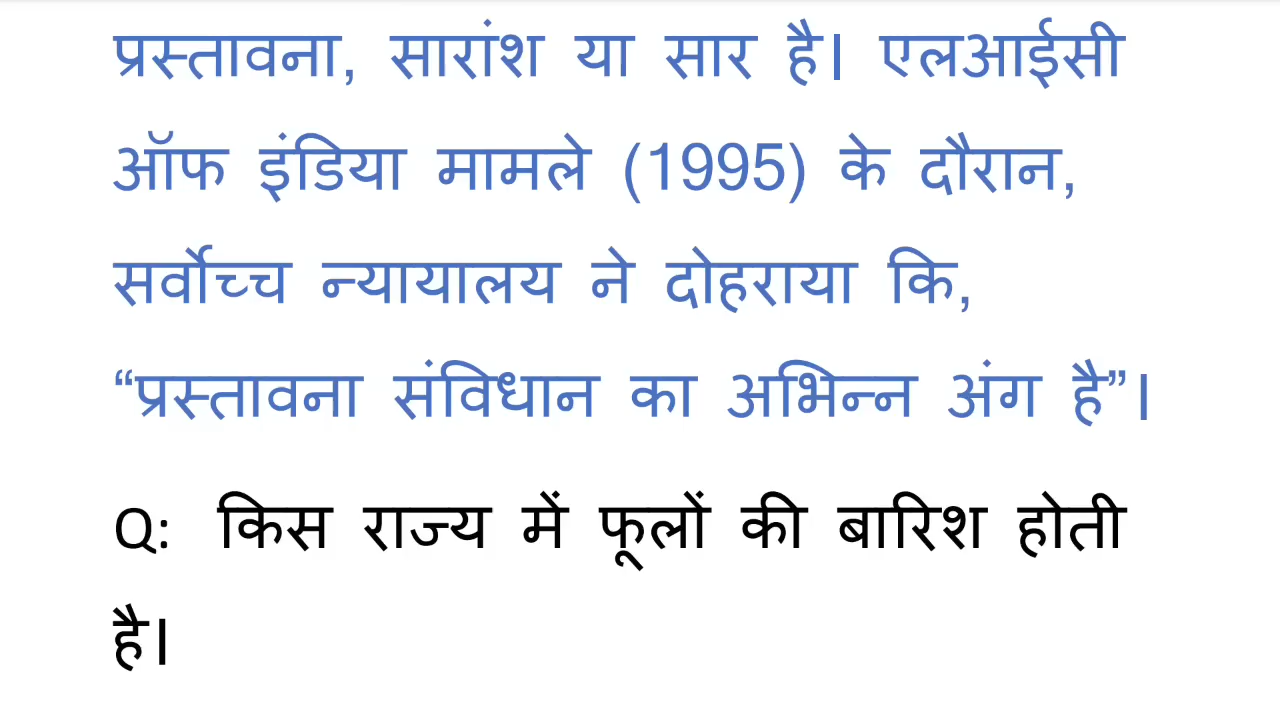 प्रस्तावना, सारांश या सार है। एलआईसी
ऑफ इंडिया मामले (1995) के दौरान,
सर्वोच्च न्यायालय ने दोहराया कि,
“प्रस्तावना संविधान का अभिन्न अंग है”।
Q: किस राज्य में फूलों की बारिश होती
है।